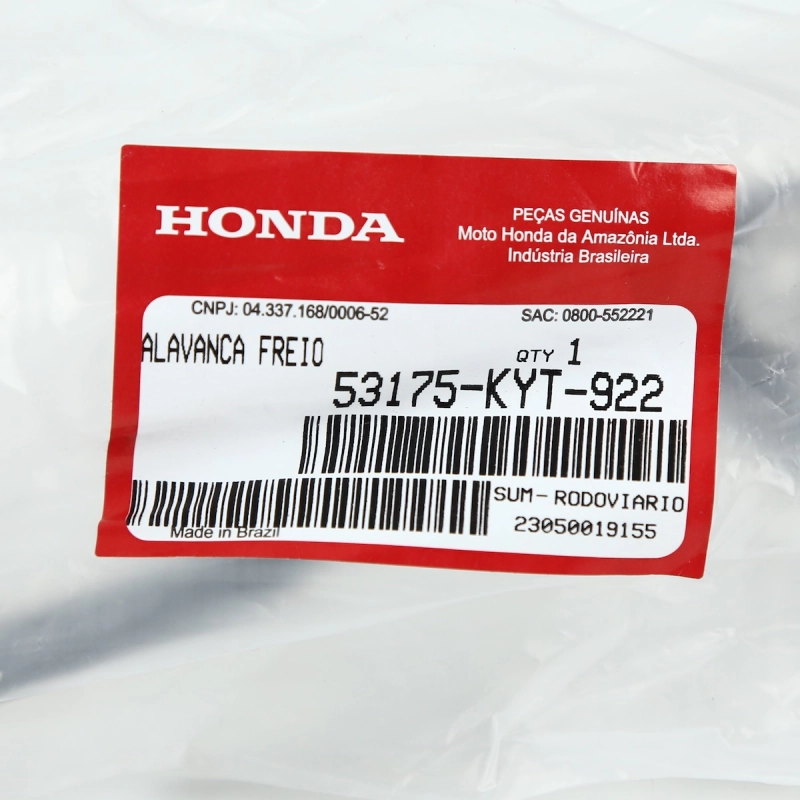 HONDA
PEÇAS GENUÍNAS
Moto Honda da Amazônia Ltda.
Indústria Brasileira
CNPJ: 04.337.168/0006-52
SAC: 0800-552221
ALAVANCA FREIO
QTY 1
53175-KYT-922
SUM-RODOVIARIO
23050019155
Made in Brazil